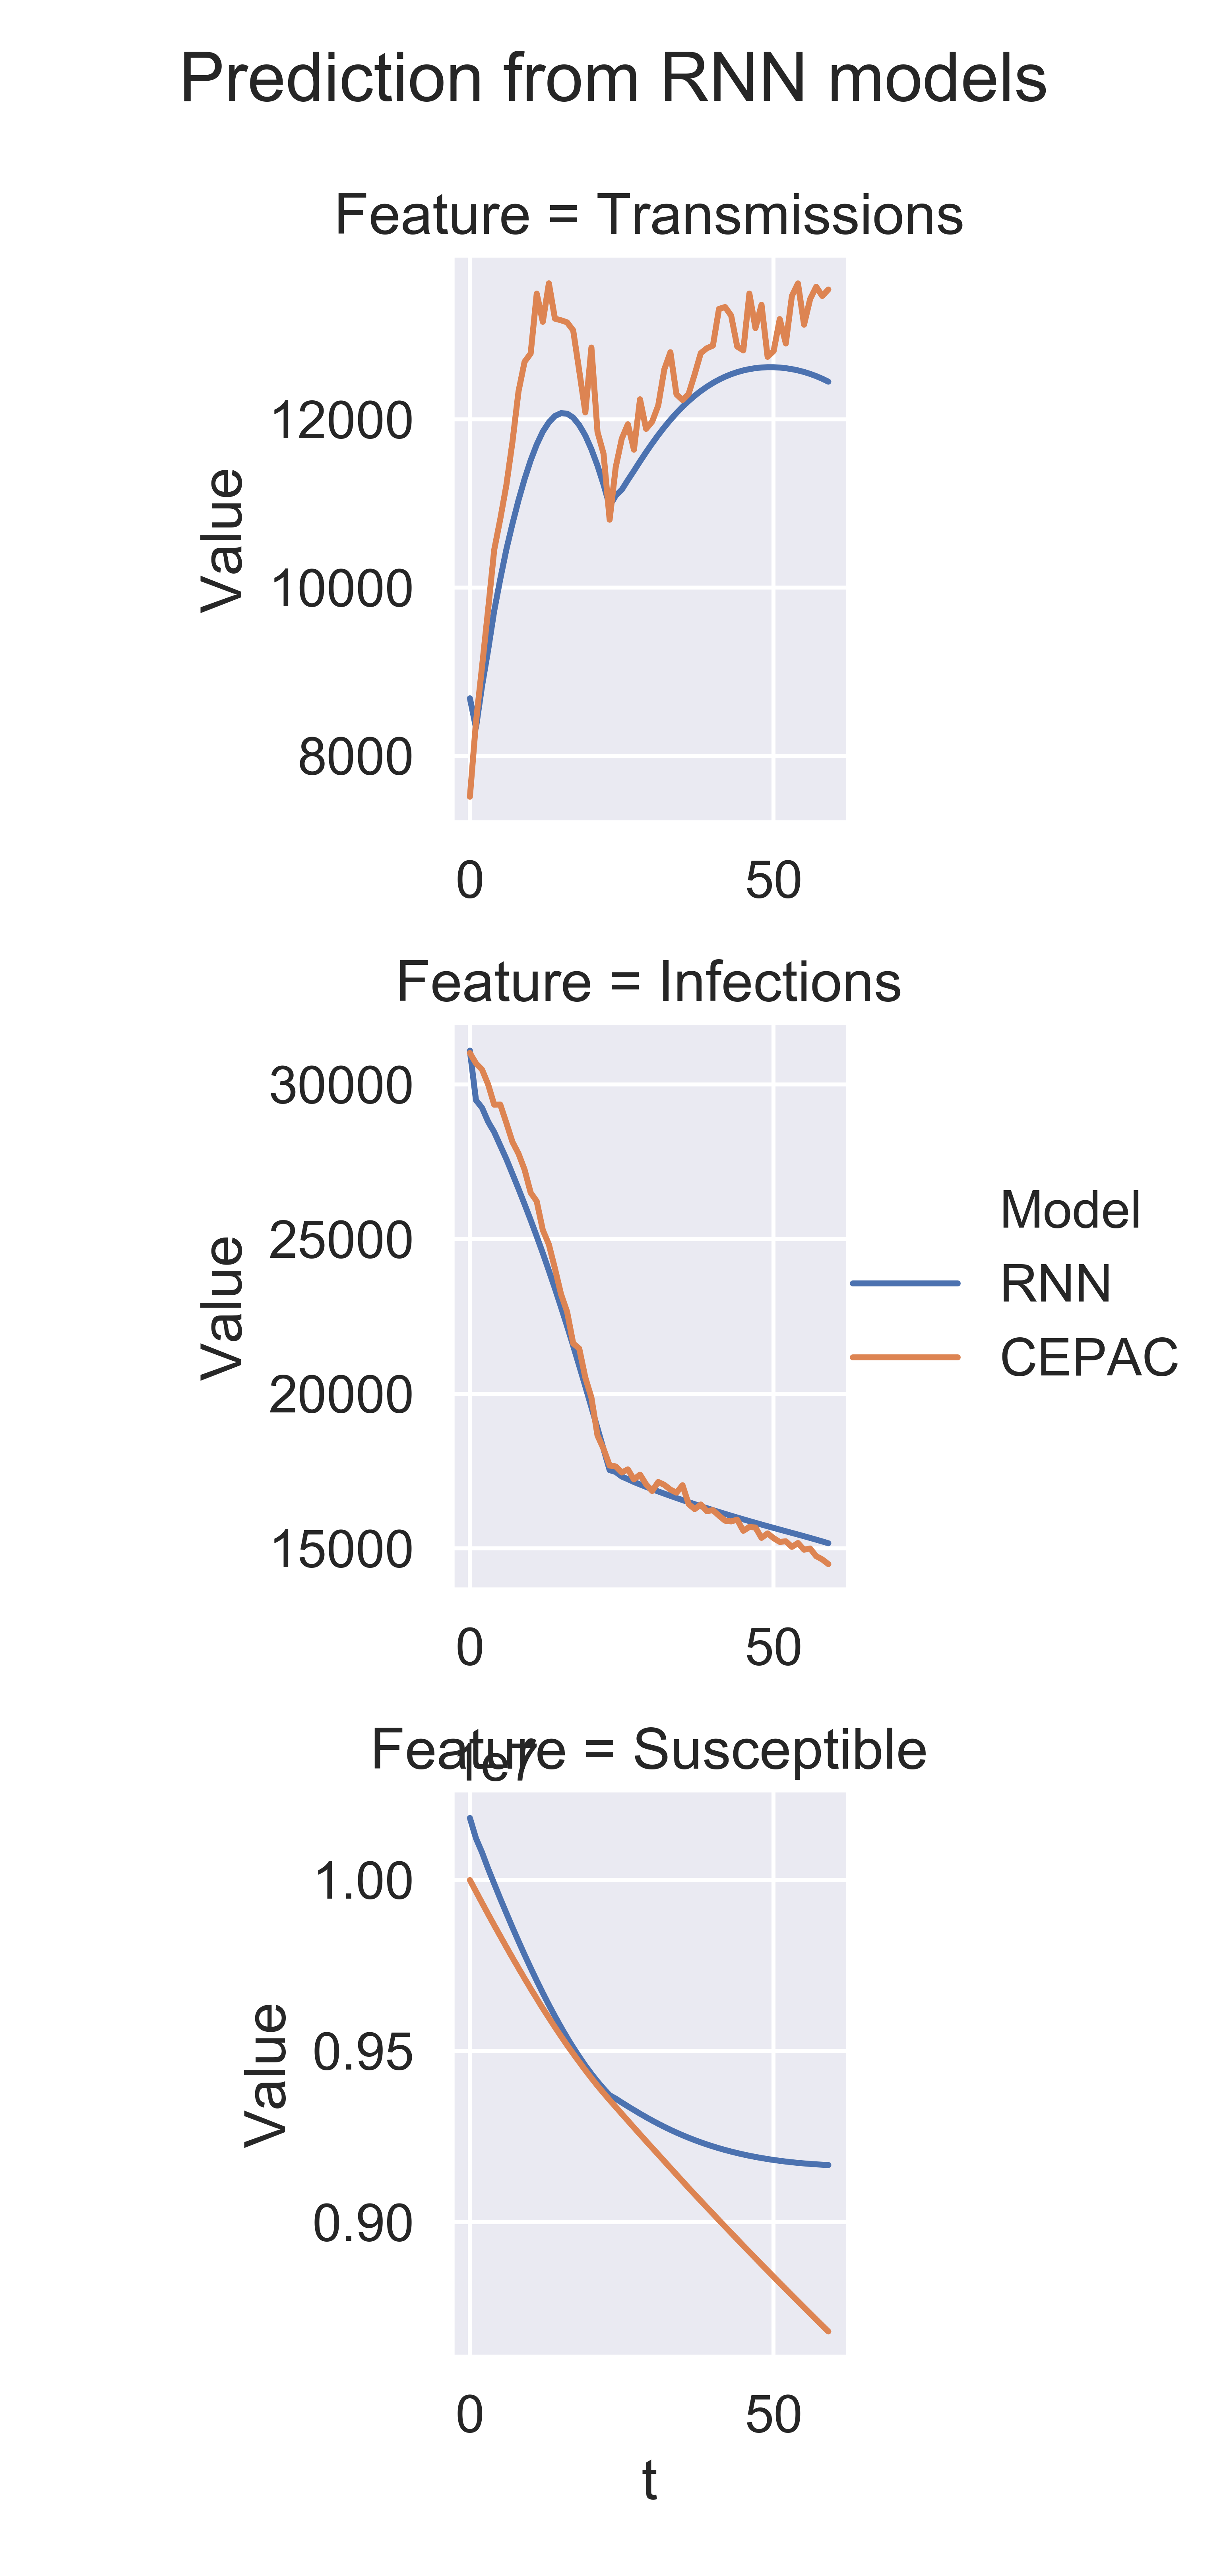 Prediction from RNN models
Feature = Transmissions
Value
12000
10000
8000
0 50
Feature = Infections
Value
30000
25000
20000
15000
0 50
Model
RNN
CEPAC
Feature = Susceptible
1e7
Value
1.00
0.95
0.90
0 50
t